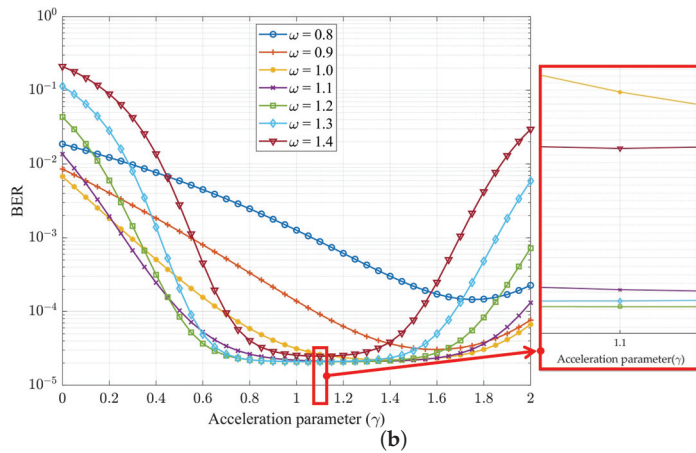 10⁰
ω = 0.8
ω = 0.9
ω = 1.0
ω = 1.1
ω = 1.2
ω = 1.3
ω = 1.4
10⁻¹
10⁻²
10⁻³
10⁻⁴
10⁻⁵
BER
0 0.2 0.4 0.6 0.8 1 1.2 1.4 1.6 1.8 2
Acceleration parameter (γ)
1.1
Acceleration parameter(γ)
(b)